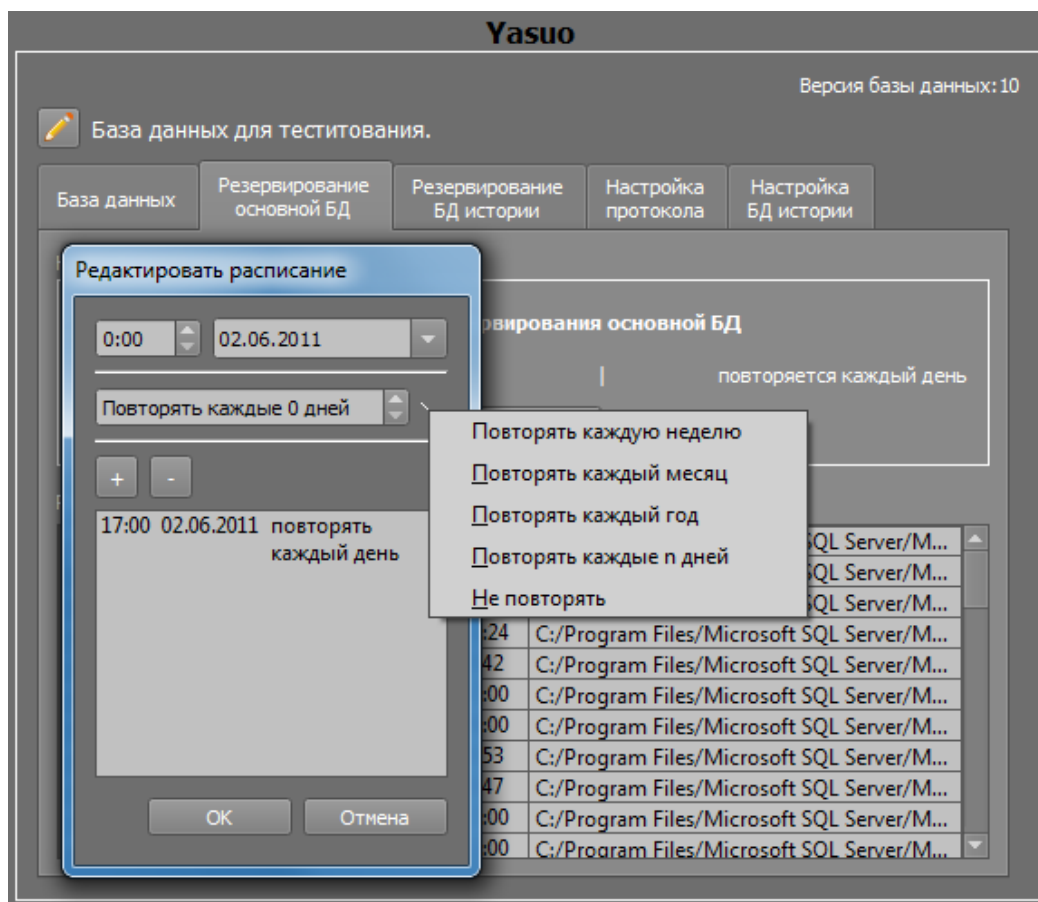 Yasuo
Версия базы данных:10
База данных для теститования.
База данных
Резервирование
основной БД
Резервирование
БД истории
Настройка
протокола
Настройка
БД истории
Редактировать расписание
0:00
02.06.2011
основной БД
|
повторяется каждый день
Повторять каждые 0 дней
Повторять каждую неделю
Повторять каждый месяц
Повторять каждый год
Повторять каждые n дней
Не повторять
+
-
17:00 02.06.2011 повторять
каждый день
SQL Server/M...
SQL Server/M...
SQL Server/M...
:24 C:/Program Files/Microsoft SQL Server/M...
42 C:/Program Files/Microsoft SQL Server/M...
:00 C:/Program Files/Microsoft SQL Server/M...
:00 C:/Program Files/Microsoft SQL Server/M...
53 C:/Program Files/Microsoft SQL Server/M...
47 C:/Program Files/Microsoft SQL Server/M...
:00 C:/Program Files/Microsoft SQL Server/M...
:00 C:/Program Files/Microsoft SQL Server/M...
OK
Отмена